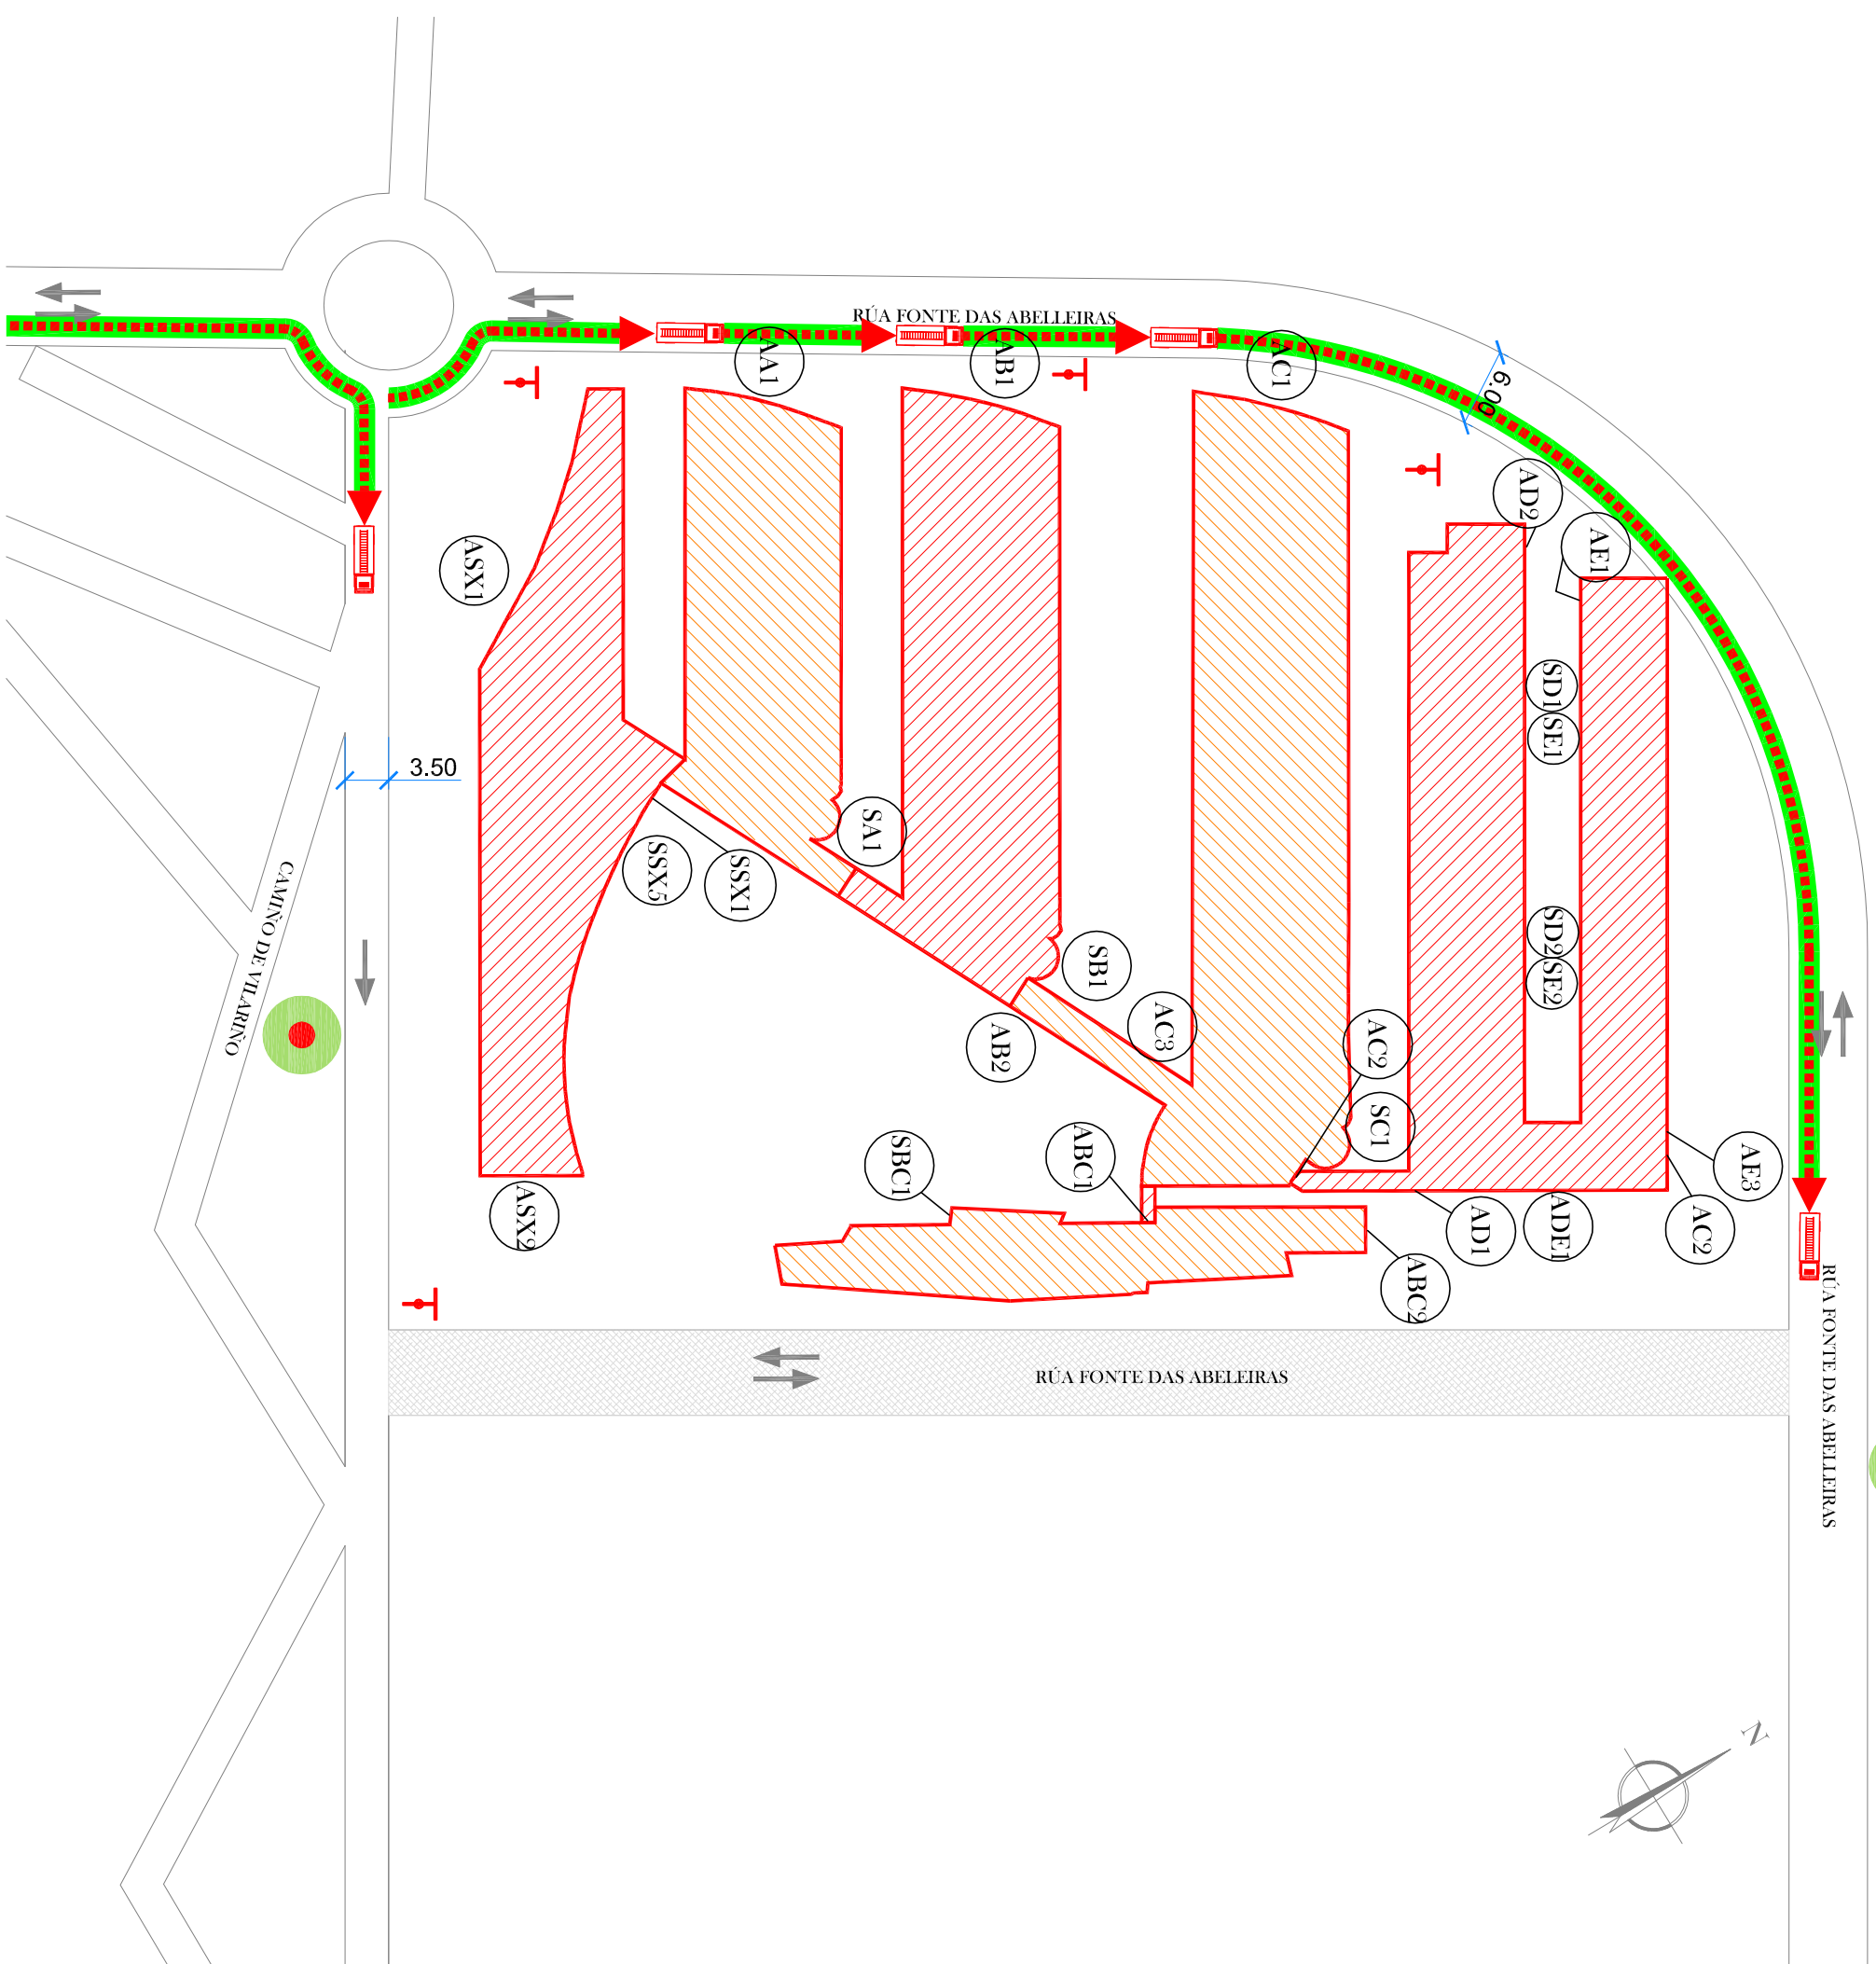 RÚA FONTE DAS ABELLEIRAS
AA1
AB1
AC1
6.00
AD2
AE1
ASX1
SD1
SE1
3.50
SA1
SSX5
SSX1
CAMIÑO DE VILARIÑO
SD2
SE2
SB1
AC3
AB2
AC2
SC1
SBC1
ABC1
AE3
ASX2
AD1
ADE1
AC2
ABC2
RÚA FONTE DAS ABELLEIRAS
RÚA FONTE DAS ABELEIRAS
N